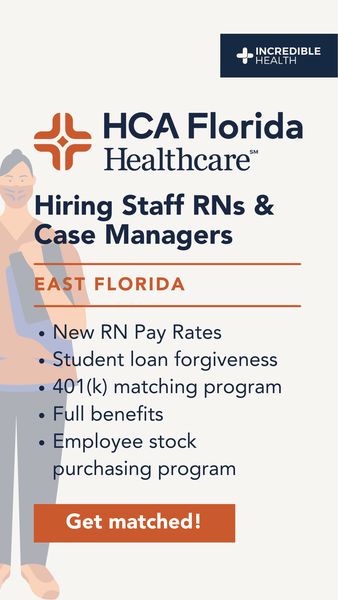 INCREDIBLE
HEALTH
HCA Florida
Healthcare℠
Hiring Staff RNs &
Case Managers
EAST FLORIDA
• New RN Pay Rates
• Student loan forgiveness
• 401(k) matching program
• Full benefits
• Employee stock
purchasing program
Get matched!